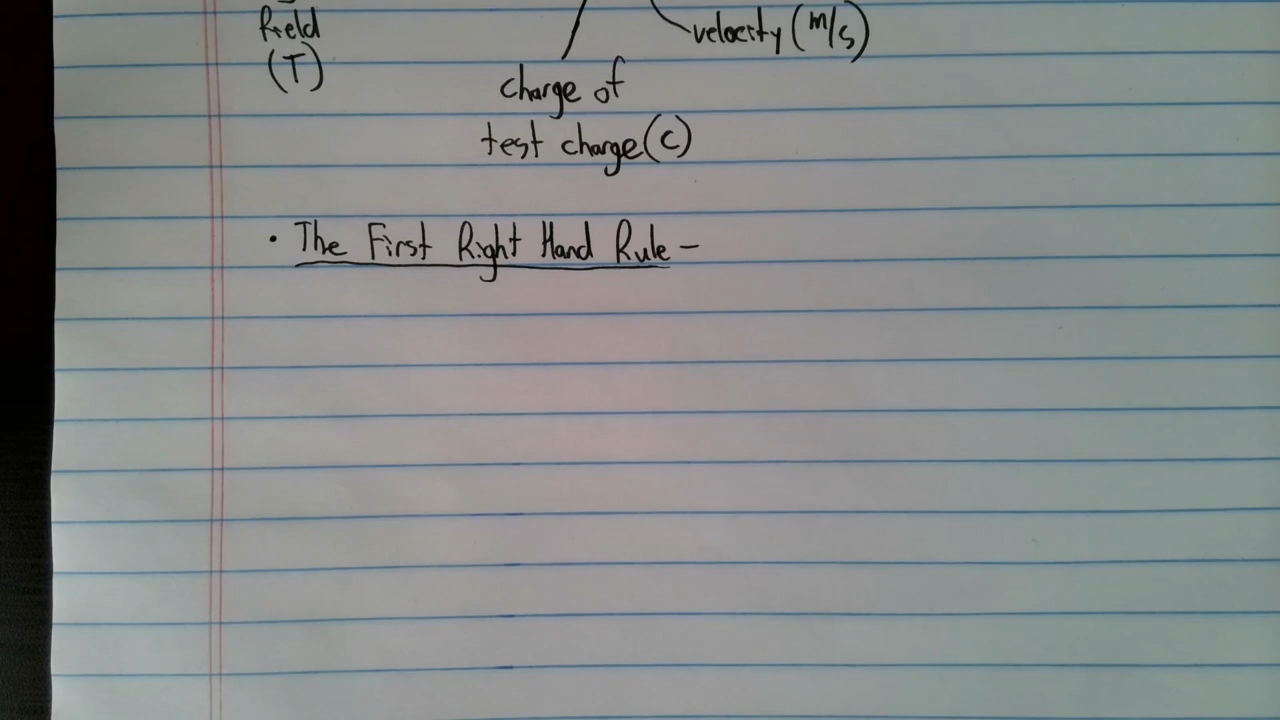 field
(T)
velocity (m/s)
charge of
test charge (C)
• The First Right Hand Rule -